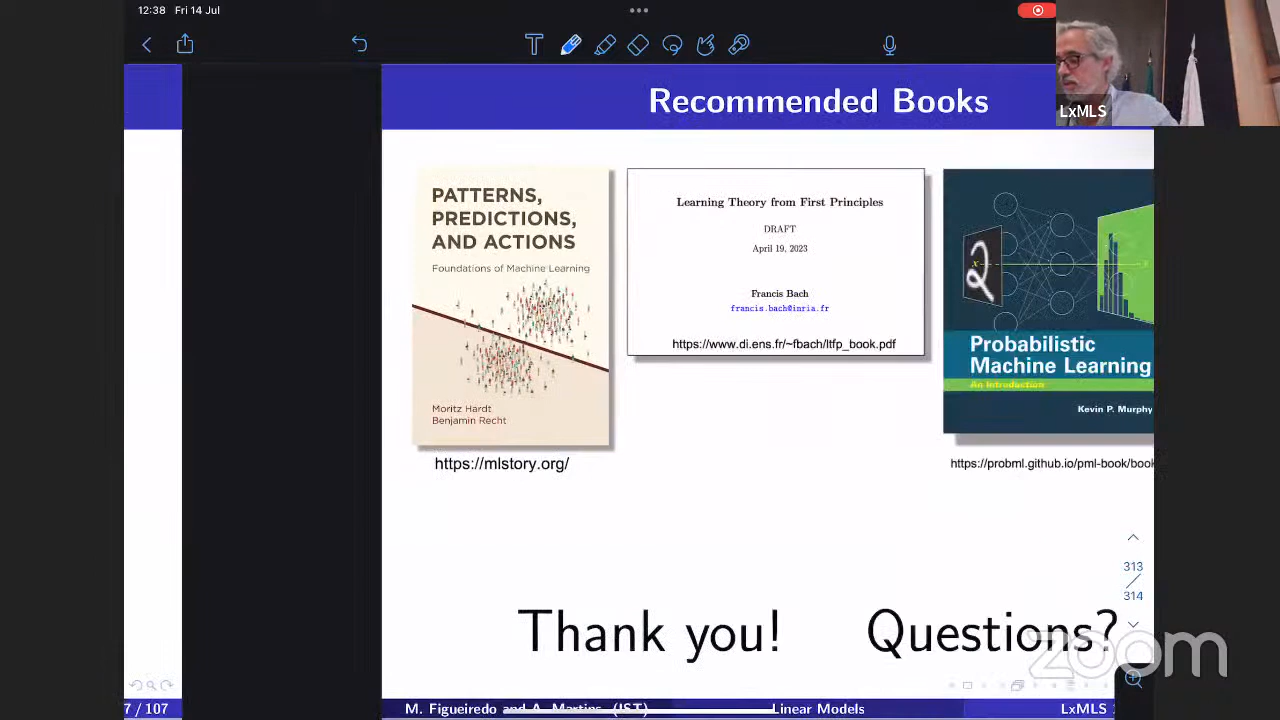 12:38 Fri 14 Jul
T
Recommended Books
LxMLS
PATTERNS,
PREDICTIONS,
AND ACTIONS
Foundations of Machine Learning
Moritz Hardt
Benjamin Recht
https://mlstory.org/
Learning Theory from First Principles
DRAFT
April 19, 2023
Francis Bach
francis.bach@inria.fr
https://www.di.ens.fr/~fbach/ltfp_book.pdf
Probabilistic
Machine Learning
An Introduction
Kevin P. Murphy
https://probml.github.io/pml-book/book
313
314
Thank you! Questions?
zoom
7 / 107
M. Figueiredo and A. Martins (IST)
Linear Models
LxMLS